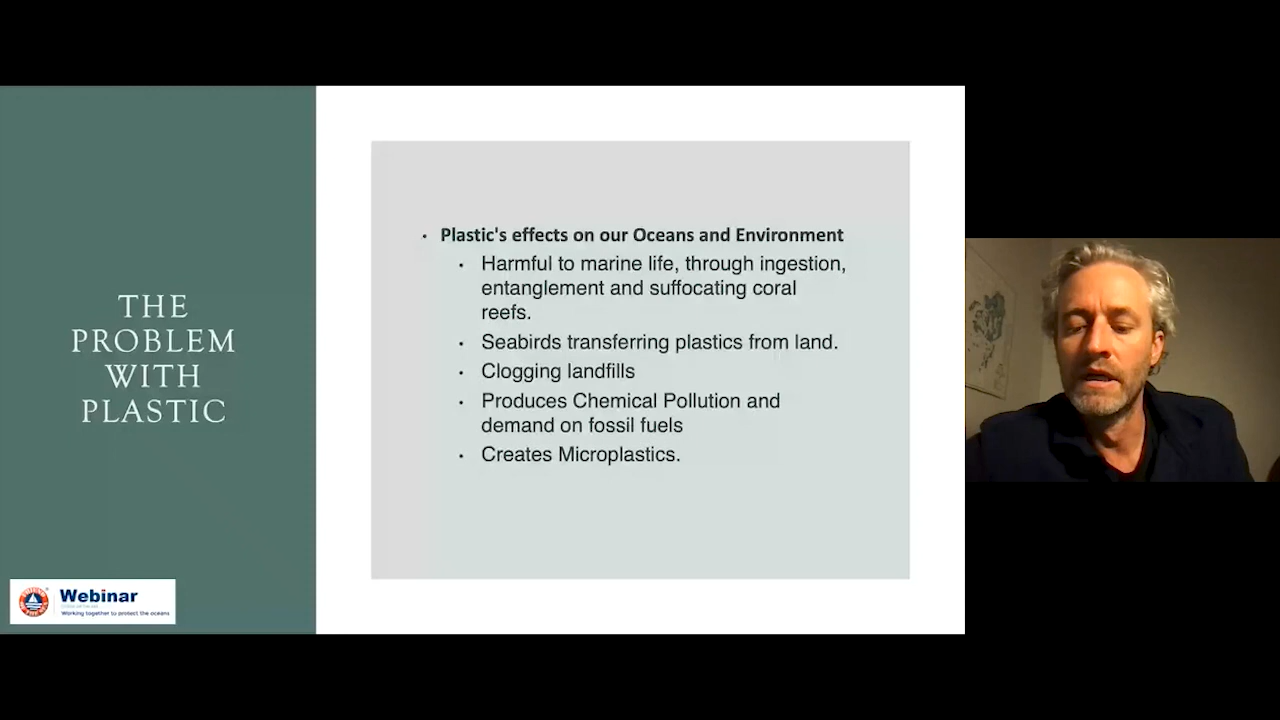 THE
PROBLEM
WITH
PLASTIC
• Plastic's effects on our Oceans and Environment
• Harmful to marine life, through ingestion,
entanglement and suffocating coral
reefs.
• Seabirds transferring plastics from land.
• Clogging landfills
• Produces Chemical Pollution and
demand on fossil fuels
• Creates Microplastics.
Webinar
Working together to protect the oceans